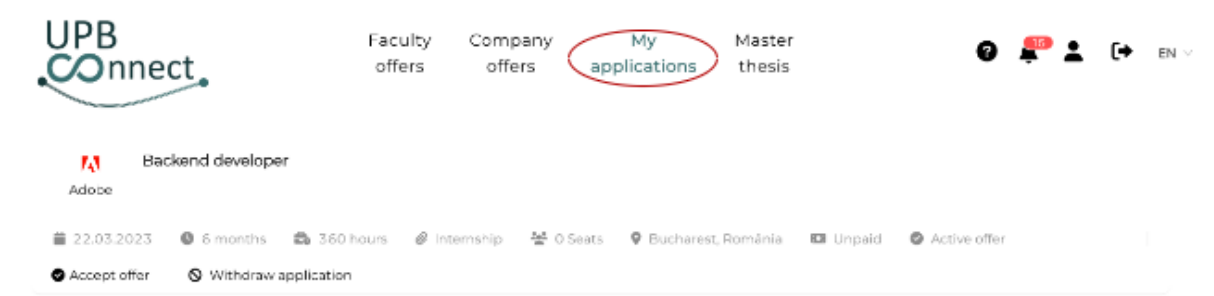 UPB
COnnect
Faculty offers
Company offers
My applications
Master thesis
15
EN
Backend developer
Adobe
22.03.2023 6 months 360 hours Internship 0 Seats Bucharest, România Unpaid Active offer
Accept offer Withdraw application